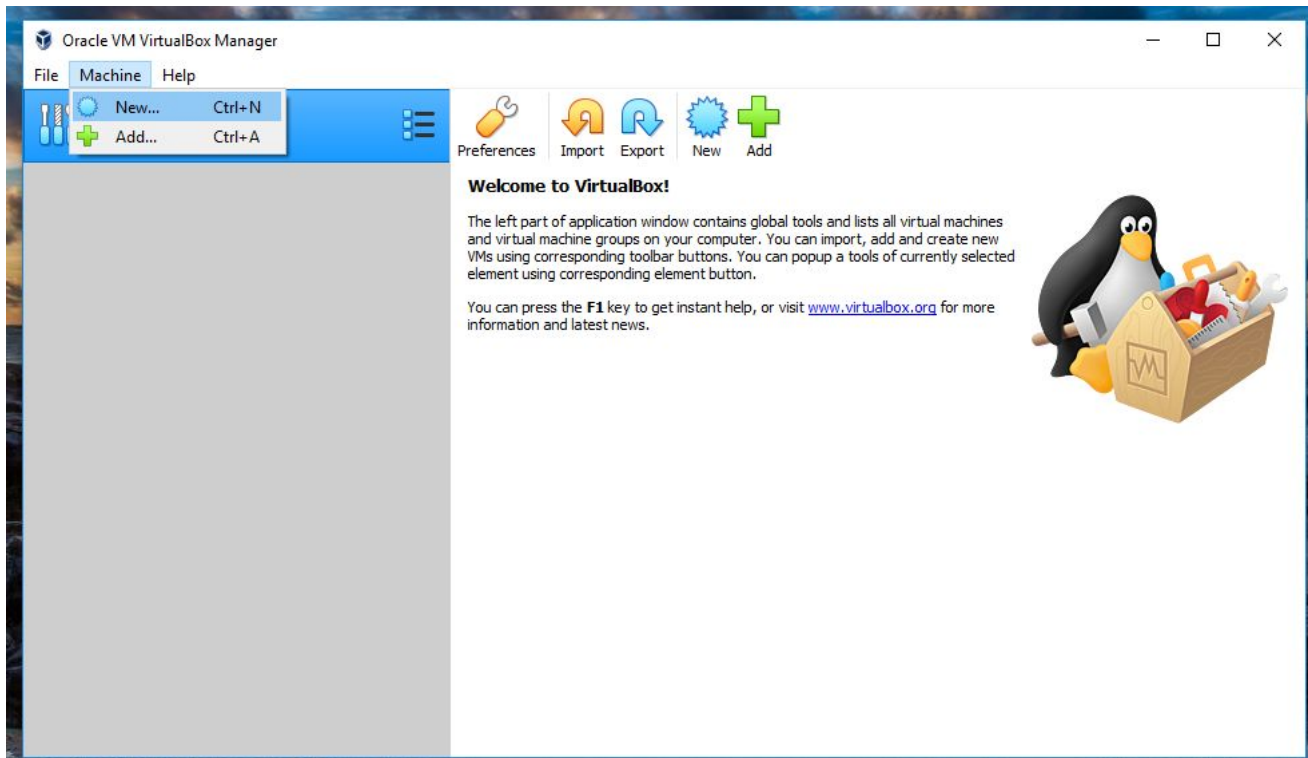 Oracle VM VirtualBox Manager
File Machine Help
New... Ctrl+N
Add... Ctrl+A
Preferences Import Export New Add
Welcome to VirtualBox!
The left part of application window contains global tools and lists all virtual machines
and virtual machine groups on your computer. You can import, add and create new
VMs using corresponding toolbar buttons. You can popup a tools of currently selected
element using corresponding element button.
You can press the F1 key to get instant help, or visit www.virtualbox.org for more
information and latest news.